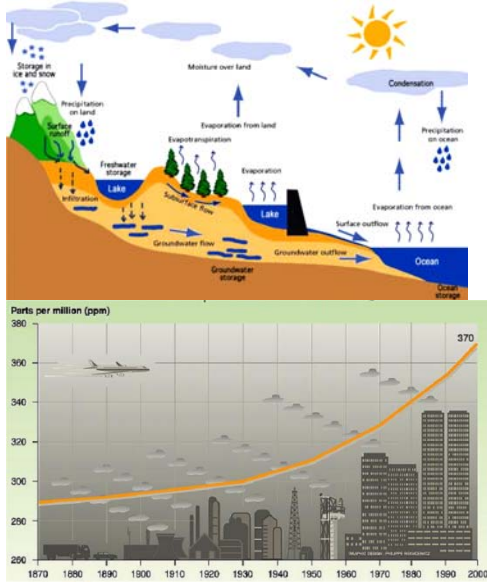 Storage in
ice and snow
Moisture over land
Condensation
Precipitation
on land
Surface
runoff
Evaporation from land
Evapotranspiration
Precipitation
on ocean
Freshwater
storage
Evaporation
Lake
Infiltration
Subsurface flow
Lake
Surface outflow
Evaporation from ocean
Groundwater flow
Groundwater outflow
Ocean
Groundwater
storage
Ocean
storage
Parts per million (ppm)
380
370
360
340
320
300
280
260
1870 1880 1890 1900 1910 1920 1930 1940 1950 1960 1970 1980 1990 2000